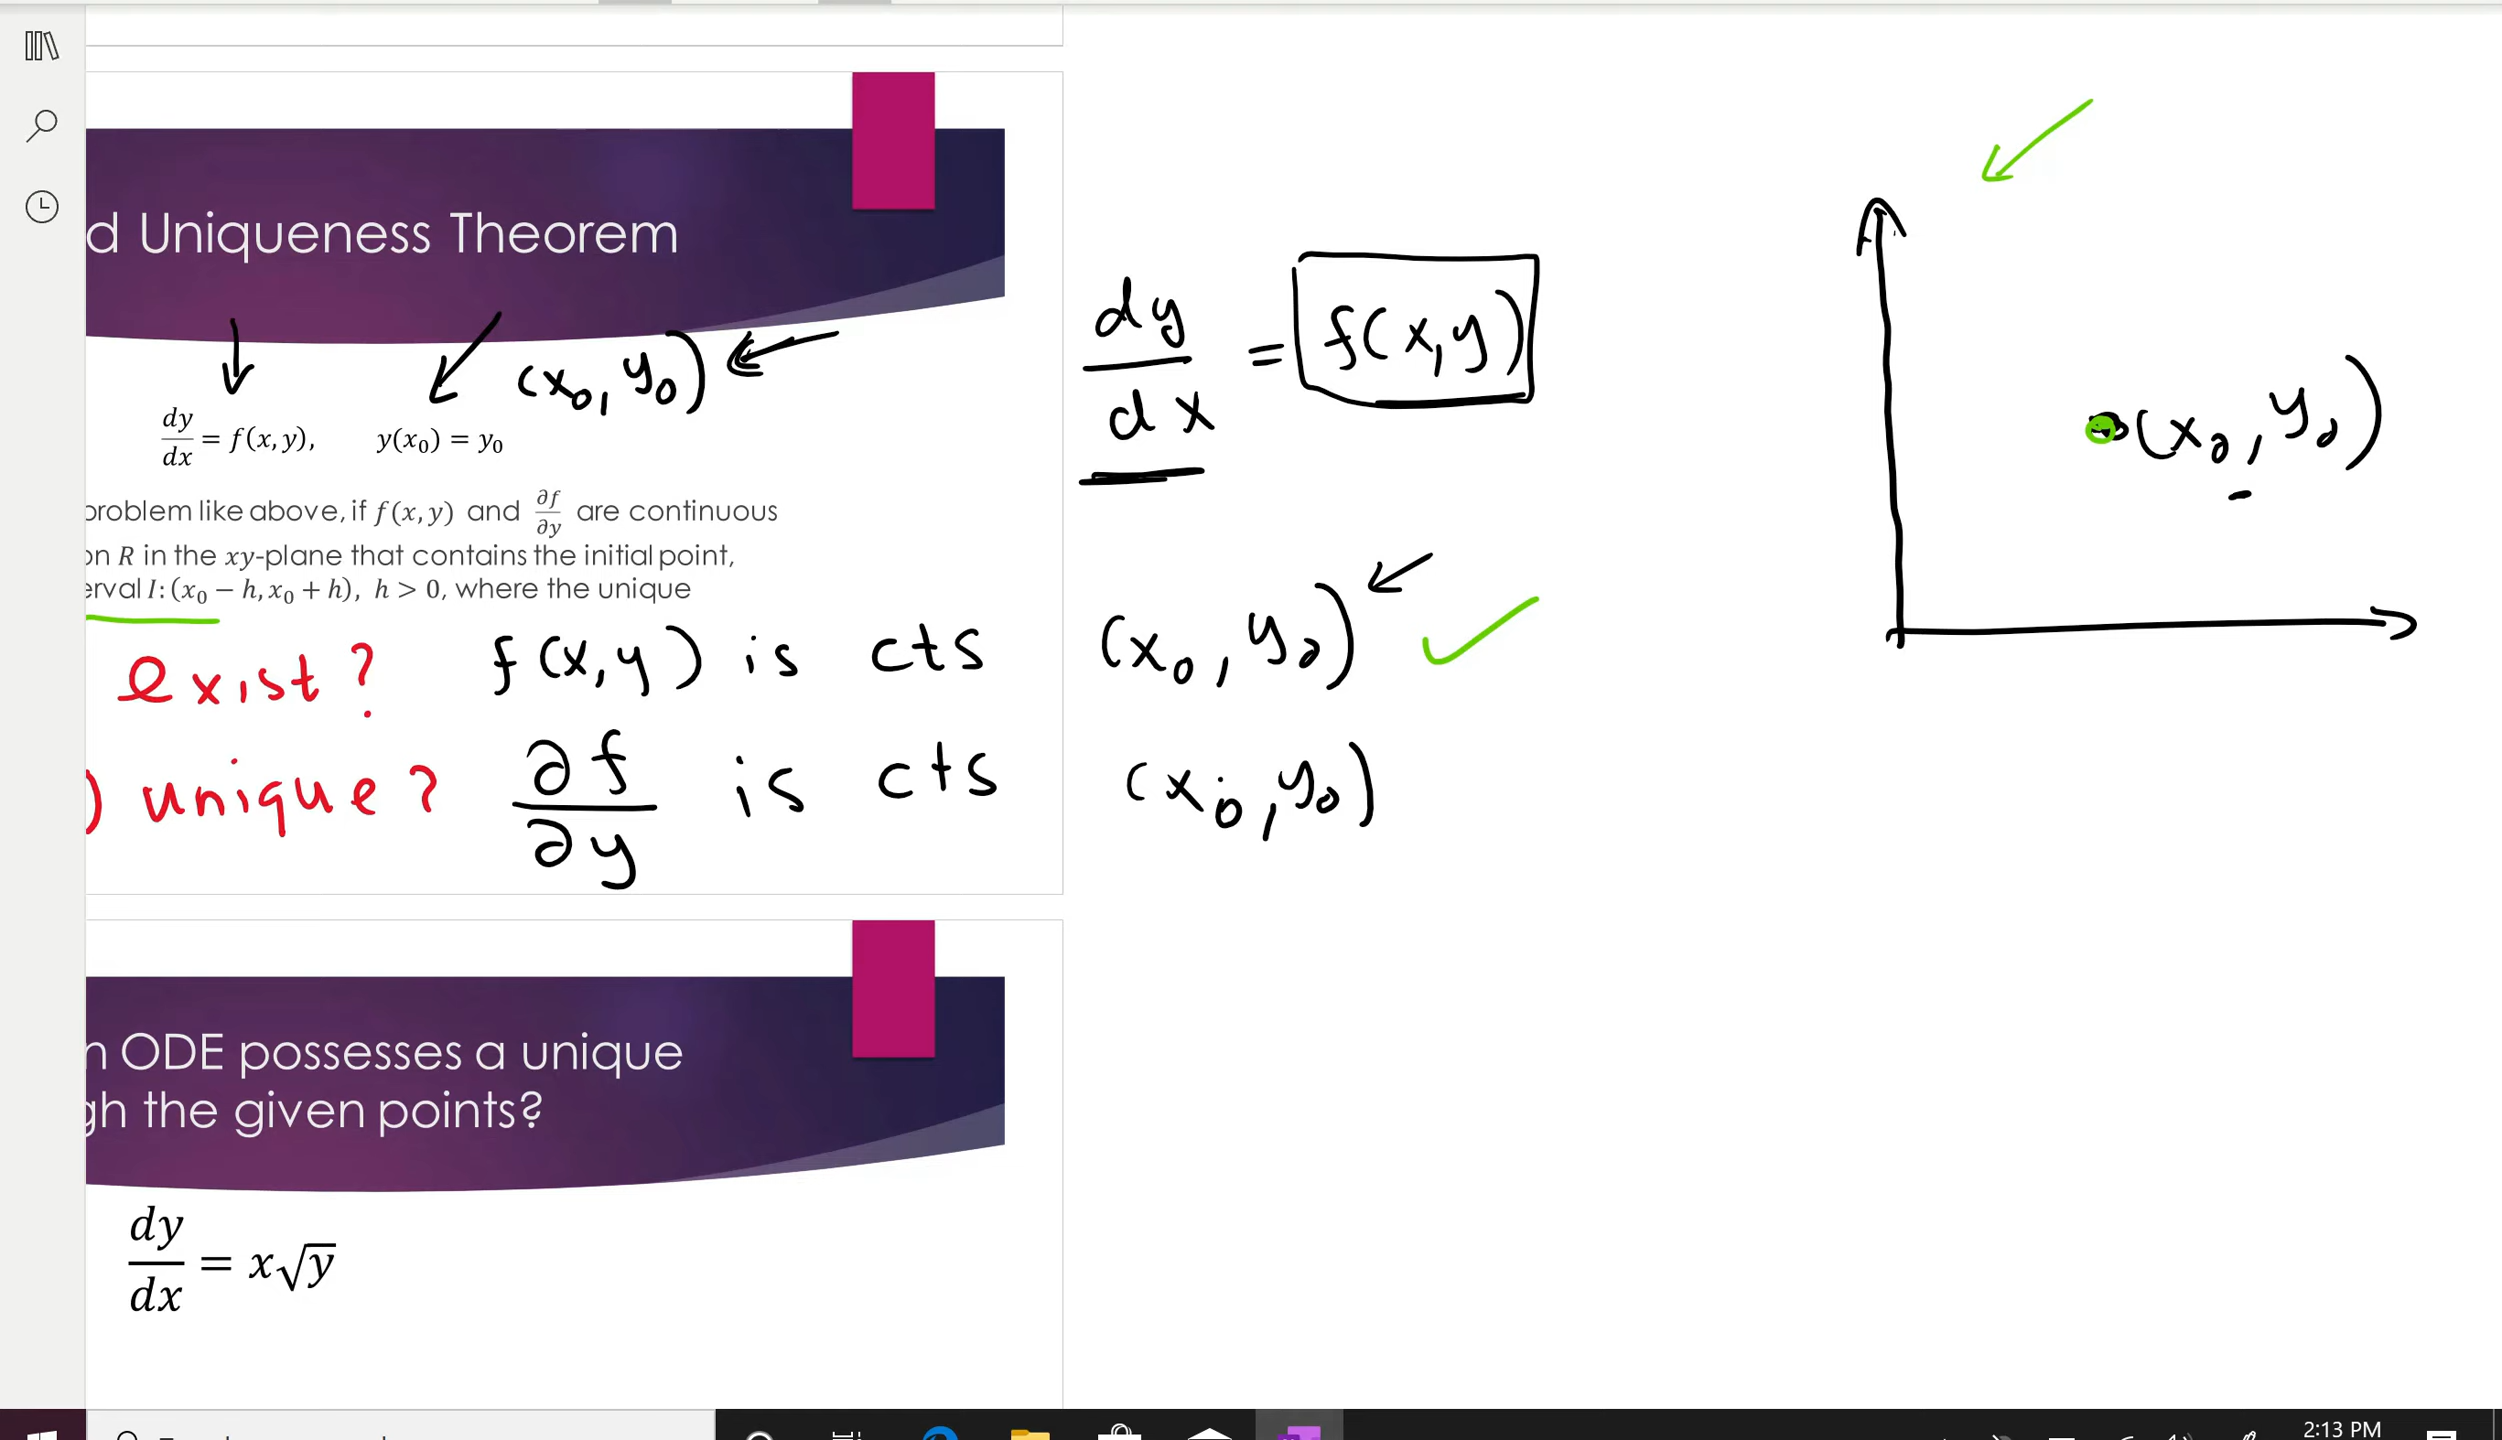 d Uniqueness Theorem
(x₀, y₀)
dy/dx = f(x, y), y(x₀) = y₀
problem like above, if f(x, y) and ∂f/∂y are continuous
on R in the xy-plane that contains the initial point,
erval I: (x₀ − h, x₀ + h), h > 0, where the unique
exist? f(x,y) is cts (x₀, y₀)
) unique? ∂f/∂y is cts (x₀, y₀)
dy/dx = f(x,y)
(x₀, y₀)
n ODE possesses a unique
gh the given points?
dy/dx = x√y
2:13 PM